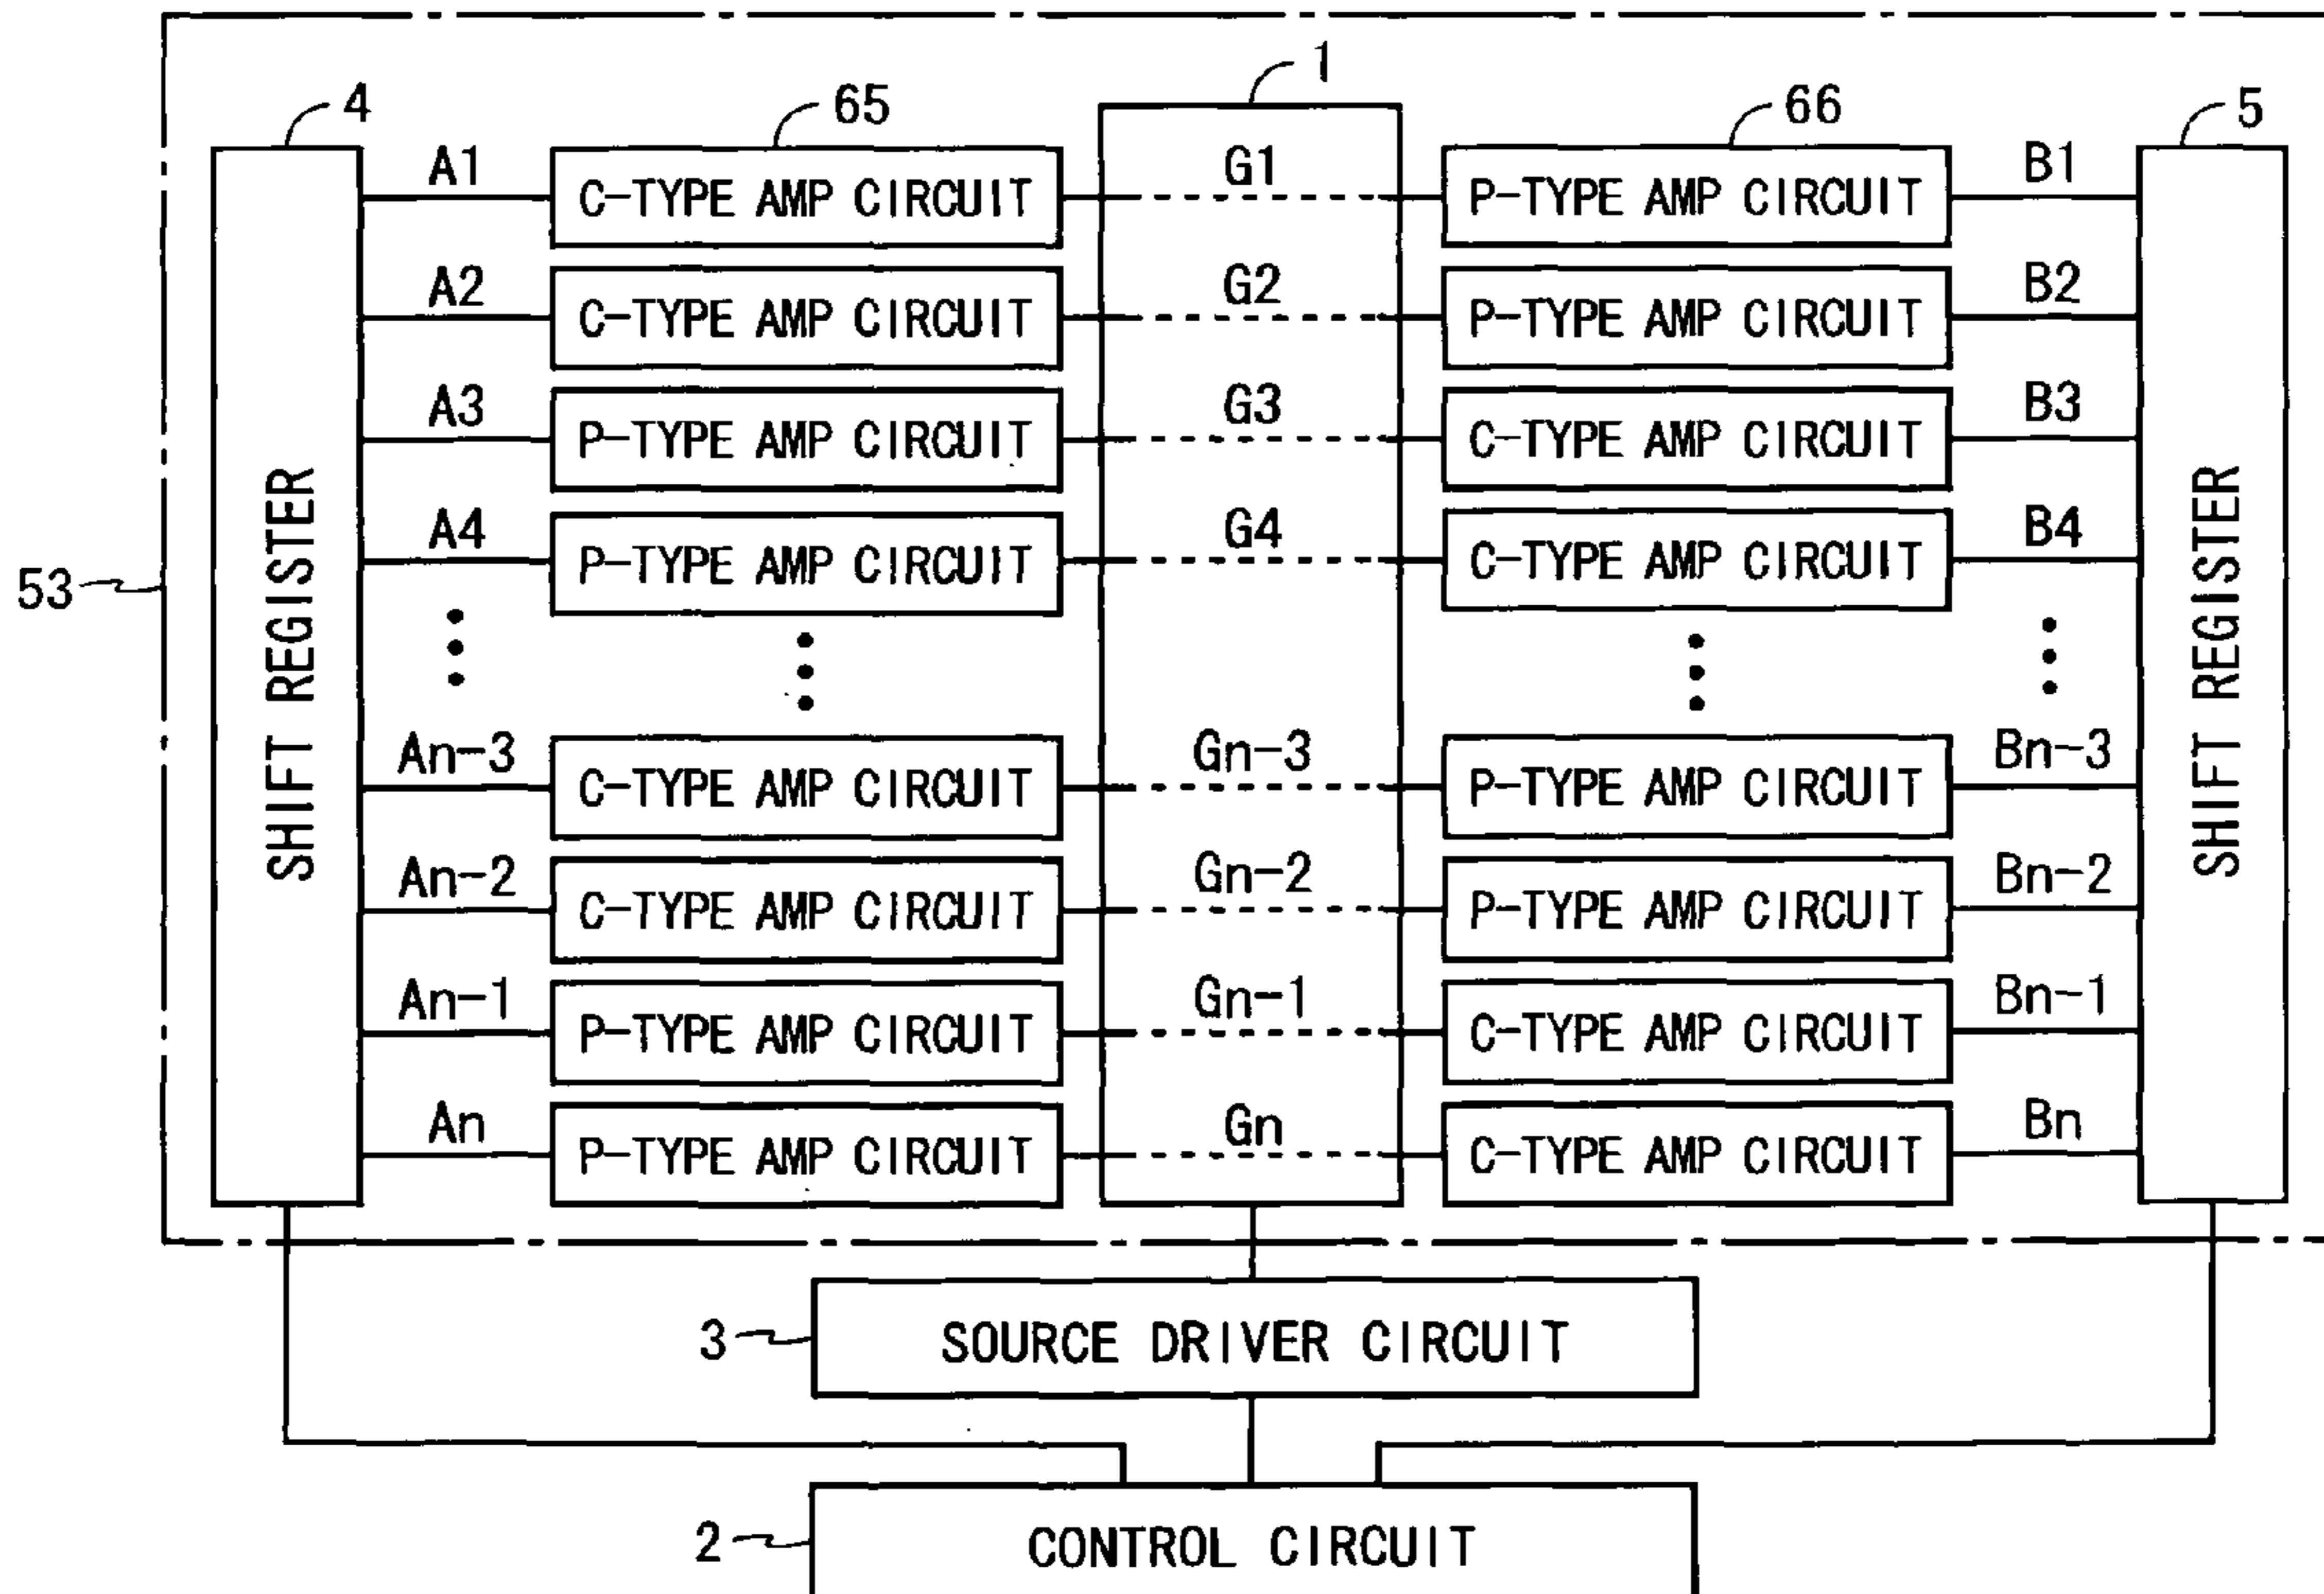 1
4 65 66 5
A1 C-TYPE AMP CIRCUIT G1 P-TYPE AMP CIRCUIT B1
A2 C-TYPE AMP CIRCUIT G2 P-TYPE AMP CIRCUIT B2
A3 P-TYPE AMP CIRCUIT G3 C-TYPE AMP CIRCUIT B3
A4 P-TYPE AMP CIRCUIT G4 C-TYPE AMP CIRCUIT B4
53
SHIFT REGISTER
SHIFT REGISTER
An-3 C-TYPE AMP CIRCUIT Gn-3 P-TYPE AMP CIRCUIT Bn-3
An-2 C-TYPE AMP CIRCUIT Gn-2 P-TYPE AMP CIRCUIT Bn-2
An-1 P-TYPE AMP CIRCUIT Gn-1 C-TYPE AMP CIRCUIT Bn-1
An P-TYPE AMP CIRCUIT Gn C-TYPE AMP CIRCUIT Bn
3 SOURCE DRIVER CIRCUIT
2 CONTROL CIRCUIT